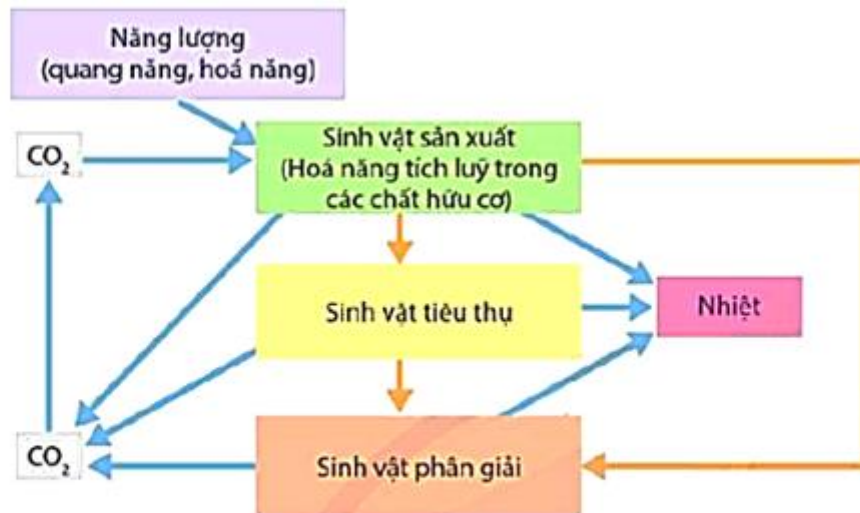 Năng lượng
(quang năng, hoá năng)
CO₂
Sinh vật sản xuất
(Hoá năng tích luỹ trong
các chất hữu cơ)
Sinh vật tiêu thụ
Nhiệt
CO₂
Sinh vật phân giải